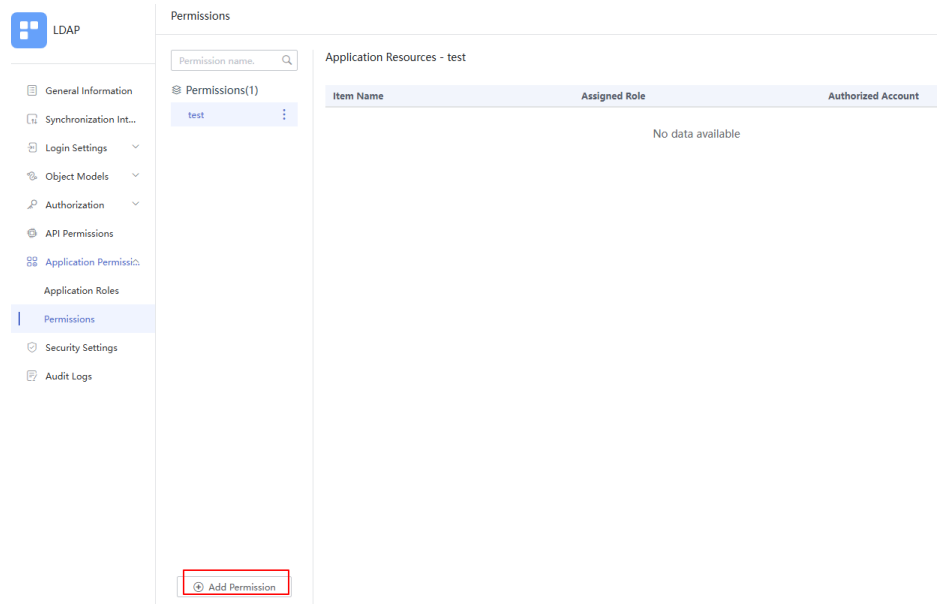 LDAP
General Information
Synchronization Int...
Login Settings
Object Models
Authorization
API Permissions
Application Permissi...
Application Roles
Permissions
Security Settings
Audit Logs
Permissions
Permission name.
Permissions(1)
test
Add Permission
Application Resources - test
Item Name Assigned Role Authorized Account
No data available